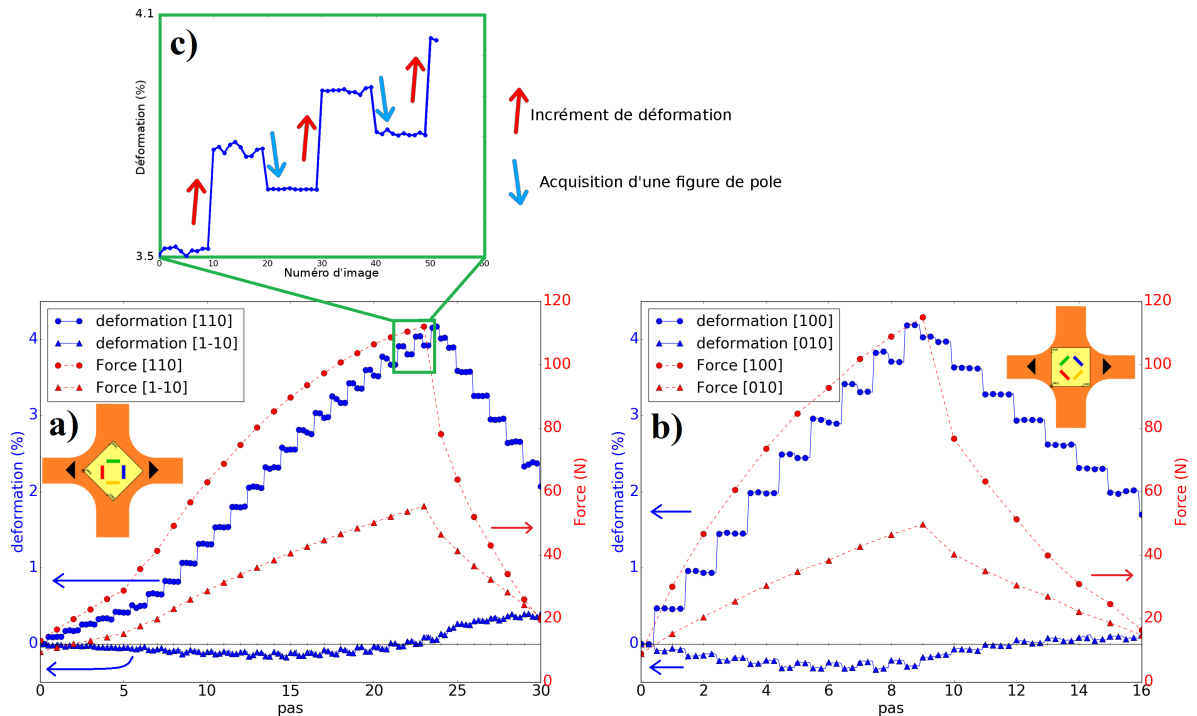 4.1
c)
Déformation (%)
3.5
0 10 20 30 40 50 60
Numéro d'image
Incrément de déformation
Acquisition d'une figure de pole
deformation [110]
deformation [1-10]
Force [110]
Force [1-10]
a)
deformation (%)
4
3
2
1
0
120
100
80
60
40
20
0
Force (N)
0 5 10 15 20 25 30
pas
deformation [100]
deformation [010]
Force [100]
Force [010]
b)
deformation (%)
4
3
2
1
0
120
100
80
60
40
20
0
Force (N)
0 2 4 6 8 10 12 14 16
pas